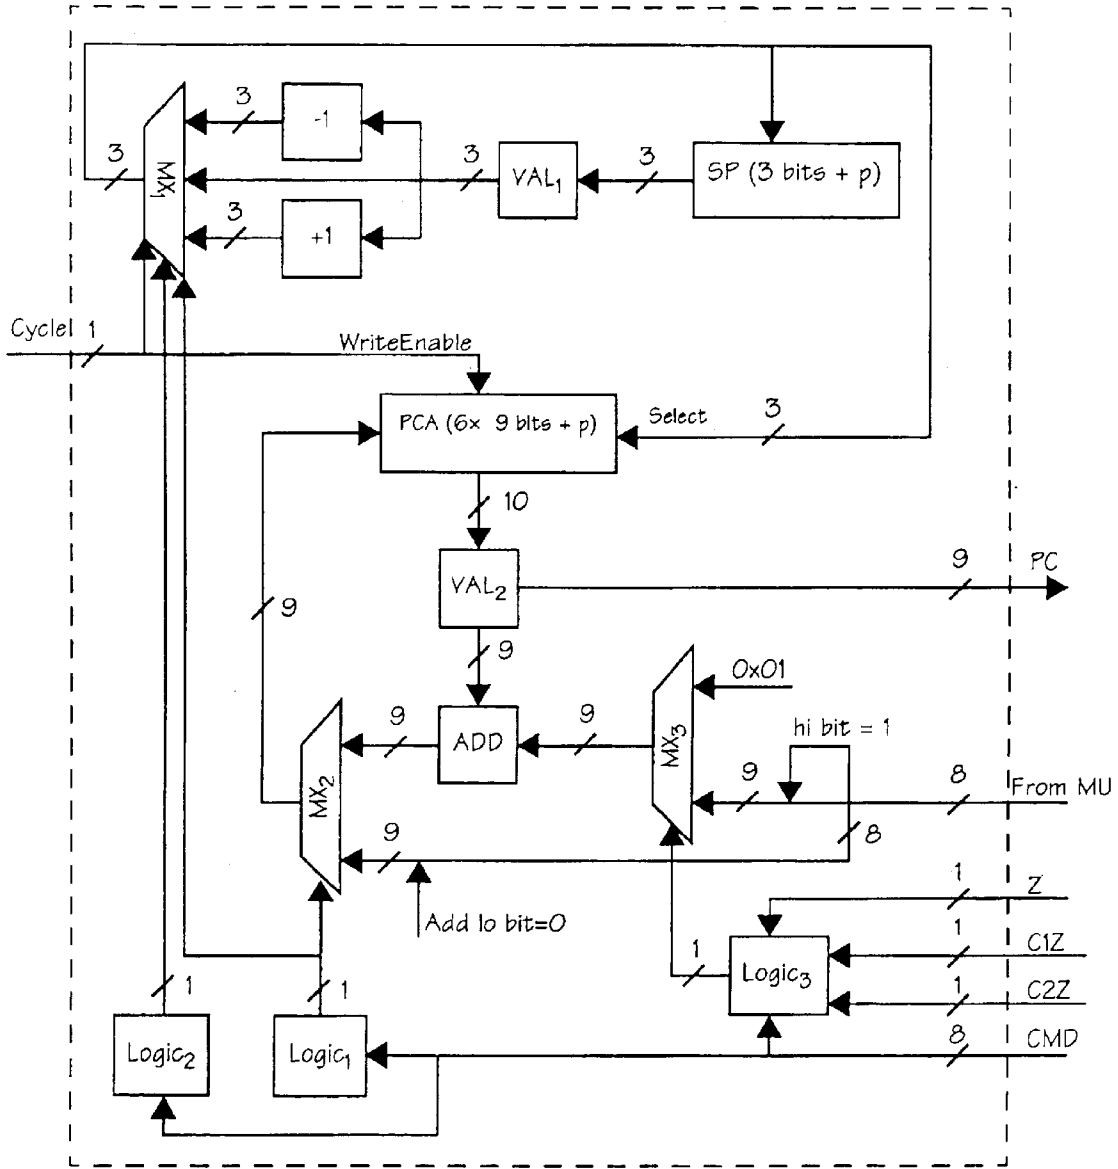 3
-1
3
3
VAL₁
3
SP (3 bits + p)
MX₁
3
+1
Cycle
1
WriteEnable
PCA (6x 9 bits + p)
Select
3
10
9
VAL₂
9
PC
9
0x01
hi bit = 1
9
ADD
9
MX₃
MX₂
9
8
From MU
9
8
Add lo bit=0
1
Z
1
C1Z
1
Logic₃
1
C2Z
1
1
Logic₂
Logic₁
8
CMD